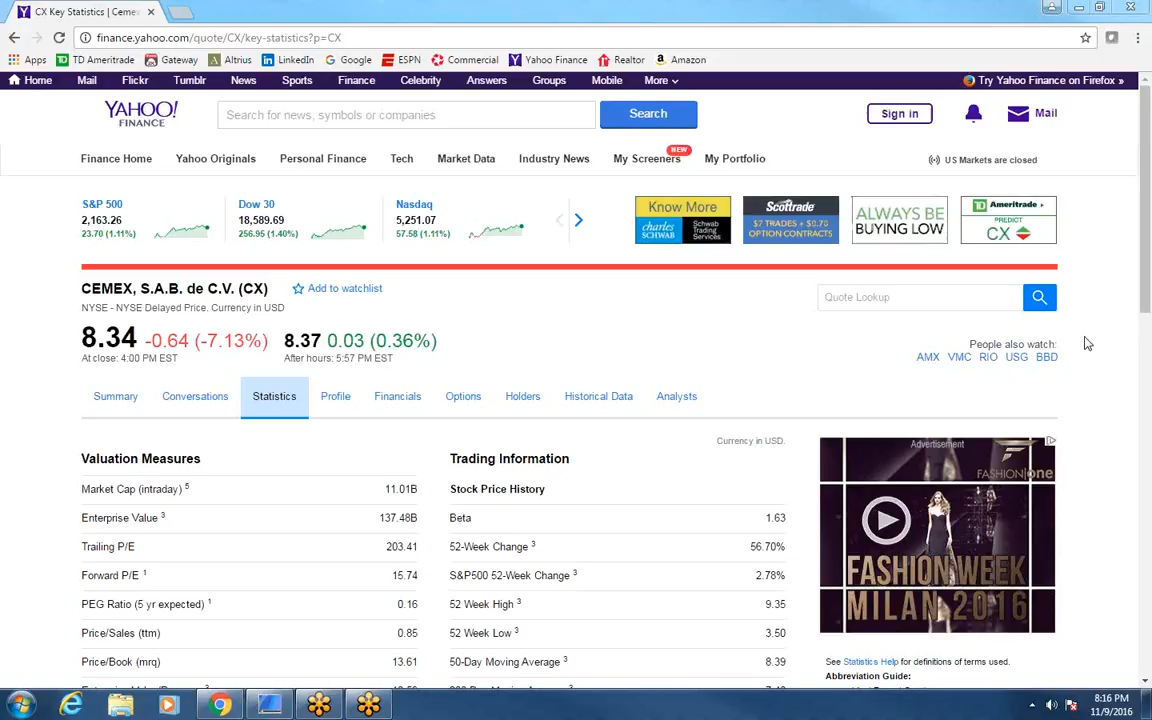 CX Key Statistics | Ceme
finance.yahoo.com/quote/CX/key-statistics?p=CX
Apps TD Ameritrade Gateway Altrius LinkedIn Google ESPN Commercial Yahoo Finance Realtor Amazon
Home Mail Flickr Tumblr News Sports Finance Celebrity Answers Groups Mobile More Try Yahoo Finance on Firefox »
YAHOO!
FINANCE
Search for news, symbols or companies
Search
Sign in
Mail
NEW
Finance Home Yahoo Originals Personal Finance Tech Market Data Industry News My Screeners My Portfolio
US Markets are closed
S&P 500 Dow 30 Nasdaq
2,163.26 18,589.69 5,251.07
23.70 (1.11%) 256.95 (1.40%) 57.58 (1.11%)
Know More
charles SCHWAB
Schwab Trading Services
Scottrade
$7 TRADES + $0.70
OPTION CONTRACTS
ALWAYS BE
BUYING LOW
TD Ameritrade
PREDICT
CX
CEMEX, S.A.B. de C.V. (CX) Add to watchlist
NYSE - NYSE Delayed Price. Currency in USD
Quote Lookup
8.34 -0.64 (-7.13%) 8.37 0.03 (0.36%)
At close: 4:00 PM EST After hours: 5:57 PM EST
People also watch:
AMX VMC RIO USG BBD
Summary Conversations Statistics Profile Financials Options Holders Historical Data Analysts
Currency in USD.
Valuation Measures
Market Cap (intraday) 5 11.01B
Enterprise Value 3 137.48B
Trailing P/E 203.41
Forward P/E 1 15.74
PEG Ratio (5 yr expected) 1 0.16
Price/Sales (ttm) 0.85
Price/Book (mrq) 13.61
Trading Information
Stock Price History
Beta 1.63
52-Week Change 3 56.70%
S&P500 52-Week Change 3 2.78%
52 Week High 3 9.35
52 Week Low 3 3.50
50-Day Moving Average 3 8.39
Advertisement
FASHION one
FASHION WEEK
MILAN 2016
See Statistics Help for definitions of terms used.
Abbreviation Guide:
8:16 PM
11/9/2016